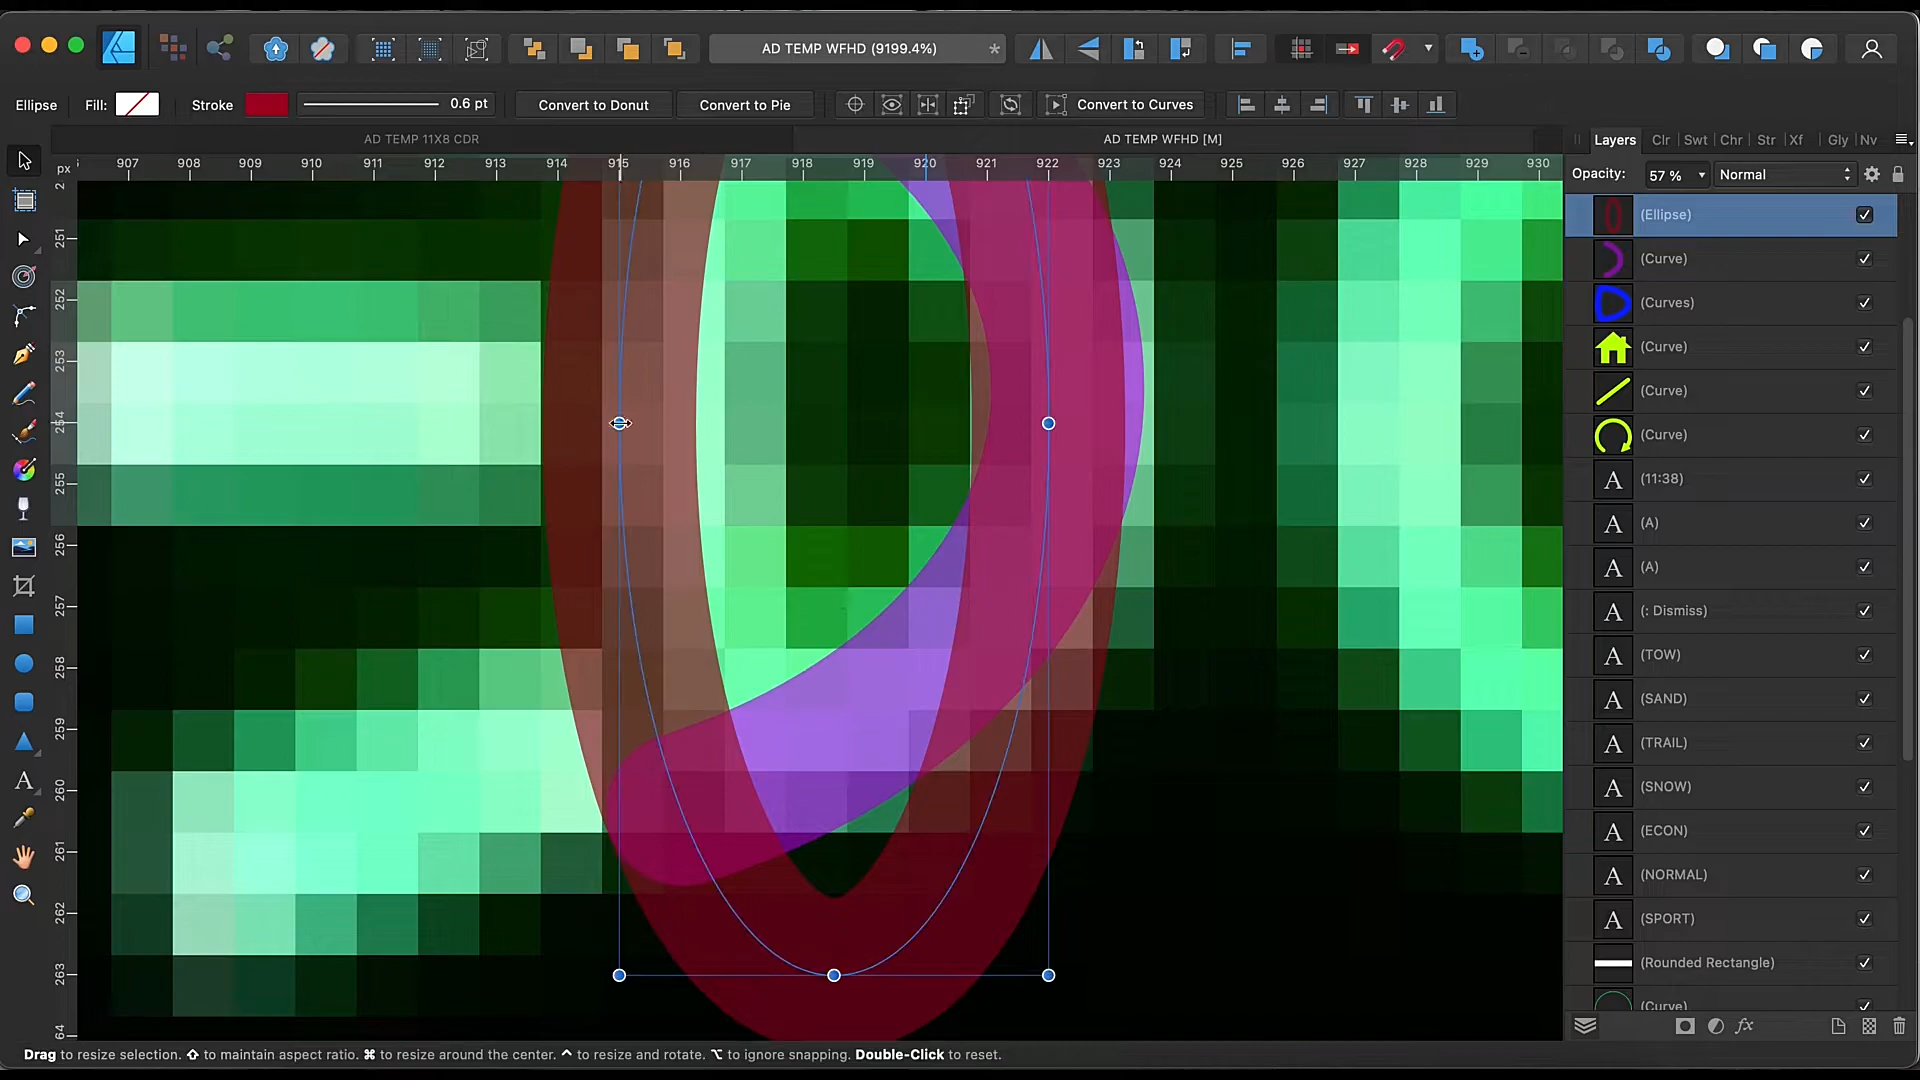 AD TEMP WFHD (9199.4%)
*
Ellipse
Fill:
Stroke
0.6 pt
Convert to Donut
Convert to Pie
Convert to Curves
AD TEMP 11X8 CDR
AD TEMP WFHD [M]
Layers Clr Swt Chr Str Xf Gly Nv
px
907 908 909 910 911 912 913 914 915 916 917 918 919 920 921 922 923 924 925 926 927 928 929 930
Opacity: 57 % Normal
251
252
253
254
255
256
257
258
259
260
261
262
263
64
(Ellipse)
(Curve)
(Curves)
(Curve)
(Curve)
(Curve)
A (11:38)
A (A)
A (A)
A (: Dismiss)
A (TOW)
A (SAND)
A (TRAIL)
A (SNOW)
A (ECON)
A (NORMAL)
A (SPORT)
(Rounded Rectangle)
(Curve)
fx
Drag to resize selection. ⇧ to maintain aspect ratio. ⌘ to resize around the center. ^ to resize and rotate. ⌥ to ignore snapping. Double-Click to reset.